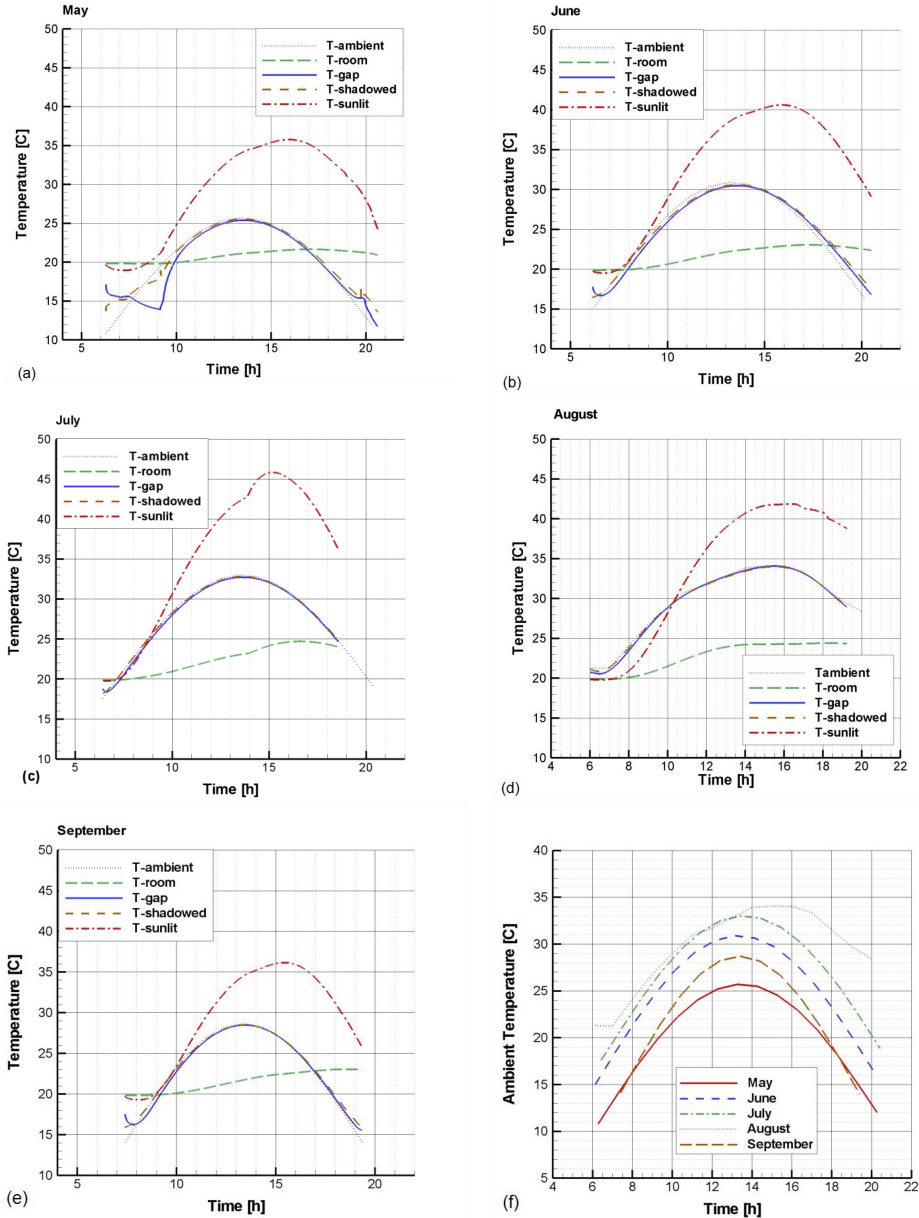 May
Temperature [C]
50
45
40
35
30
25
20
15
10
T-ambient
T-room
T-gap
T-shadowed
T-sunlit
5 10 15 20
Time [h]
(a)
June
Temperature [C]
50
45
40
35
30
25
20
15
10
T-ambient
T-room
T-gap
T-shadowed
T-sunlit
5 10 15 20
Time [h]
(b)
July
Temperature [C]
50
45
40
35
30
25
20
15
10
T-ambient
T-room
T-gap
T-shadowed
T-sunlit
5 10 15 20
Time [h]
(c)
August
Temperature [C]
50
45
40
35
30
25
20
15
10
Tambient
T-room
T-gap
T-shadowed
T-sunlit
4 6 8 10 12 14 16 18 20 22
Time [h]
(d)
September
Temperature [C]
50
45
40
35
30
25
20
15
10
T-ambient
T-room
T-gap
T-shadowed
T-sunlit
5 10 15 20
Time [h]
(e)
Ambient Temperature [C]
40
35
30
25
20
15
10
5
May
June
July
August
September
4 6 8 10 12 14 16 18 20 22
Time [h]
(f)